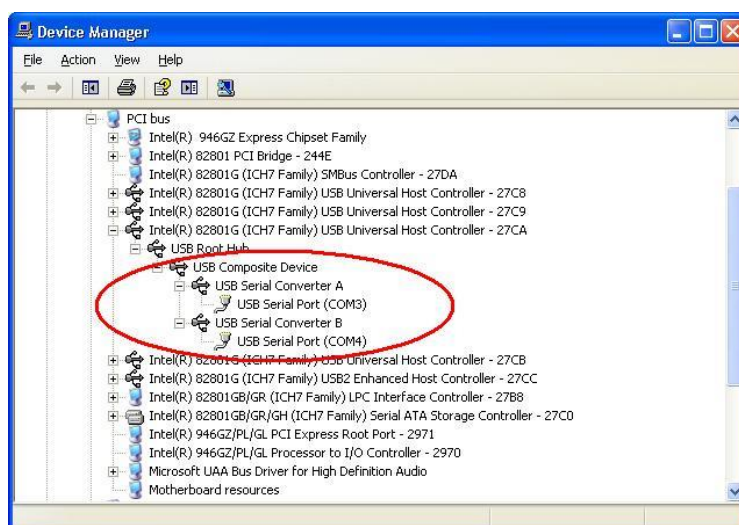 Device Manager
File Action View Help
PCI bus
Intel(R) 946GZ Express Chipset Family
Intel(R) 82801 PCI Bridge - 244E
Intel(R) 82801G (ICH7 Family) SMBus Controller - 27DA
Intel(R) 82801G (ICH7 Family) USB Universal Host Controller - 27C8
Intel(R) 82801G (ICH7 Family) USB Universal Host Controller - 27C9
Intel(R) 82801G (ICH7 Family) USB Universal Host Controller - 27CA
USB Root Hub
USB Composite Device
USB Serial Converter A
USB Serial Port (COM3)
USB Serial Converter B
USB Serial Port (COM4)
Intel(R) 82801G (ICH7 Family) USB Universal Host Controller - 27CB
Intel(R) 82801G (ICH7 Family) USB2 Enhanced Host Controller - 27CC
Intel(R) 82801GB/GR (ICH7 Family) LPC Interface Controller - 27B8
Intel(R) 82801GB/GR/GH (ICH7 Family) Serial ATA Storage Controller - 27C0
Intel(R) 946GZ/PL/GL PCI Express Root Port - 2971
Intel(R) 946GZ/PL/GL Processor to I/O Controller - 2970
Microsoft UAA Bus Driver for High Definition Audio
Motherboard resources